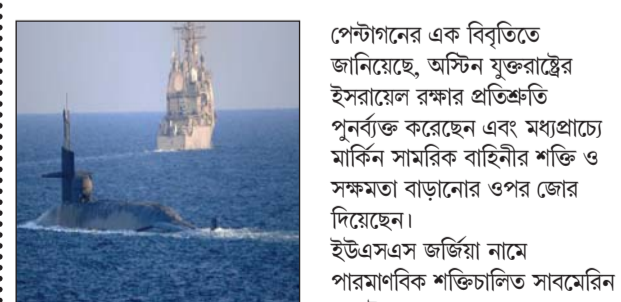 পেন্টাগনের এক বিবৃতিতে
জানিয়েছে, অস্টিন যুক্তরাষ্ট্রের
ইসরায়েল রক্ষার প্রতিশ্রুতি
পুনর্ব্যক্ত করেছেন এবং মধ্যপ্রাচ্যে
মার্কিন সামরিক বাহিনীর শক্তি ও
সক্ষমতা বাড়ানোর ওপর জোর
দিয়েছেন।
ইউএসএস জর্জিয়া নামে
পারমাণবিক শক্তিচালিত সাবমেরিন